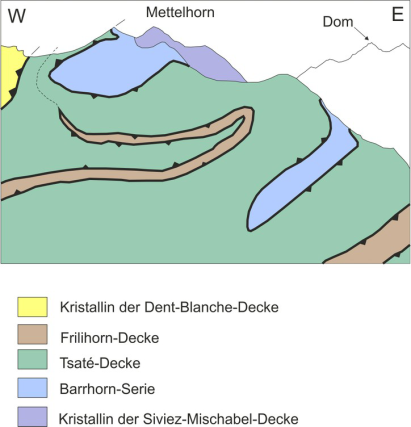 W
Mettelhorn
E
Dom
Kristallin der Dent-Blanche-Decke
Frilihorn-Decke
Tsaté-Decke
Barrhorn-Serie
Kristallin der Siviez-Mischabel-Decke